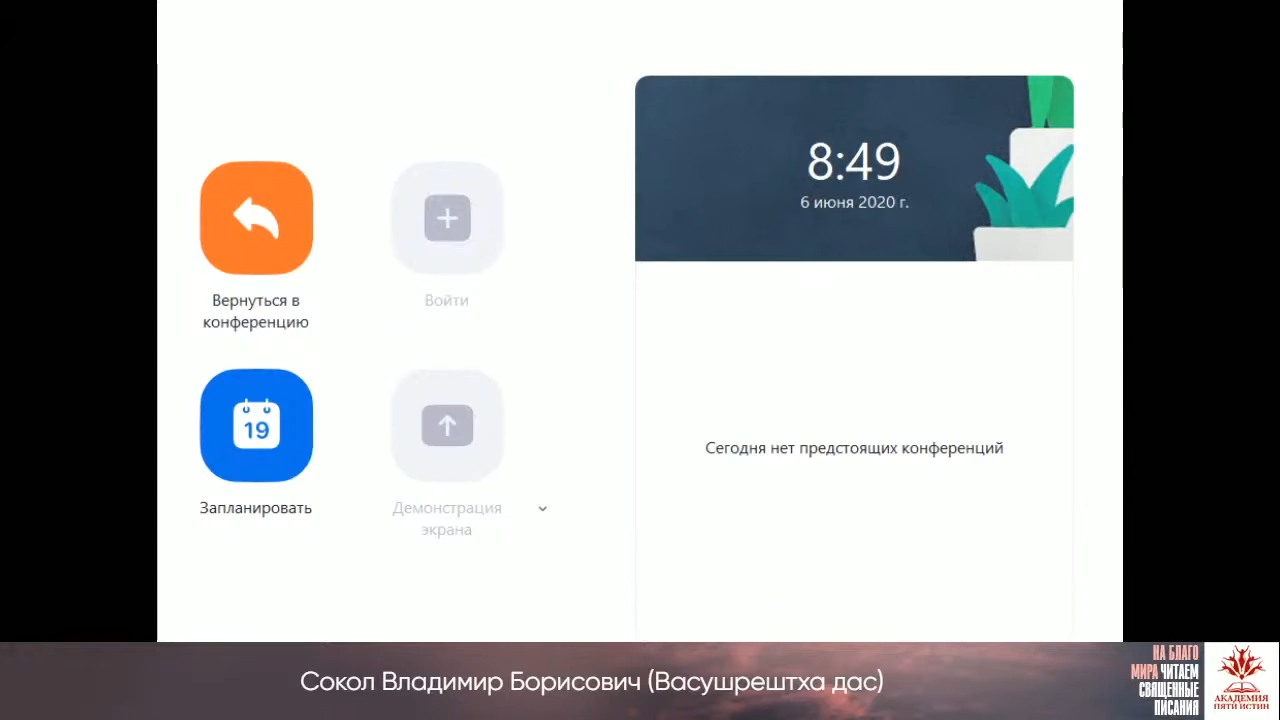 8:49
6 июня 2020 г.
Вернуться в
конференцию
Войти
19
Запланировать
Демонстрация
экрана
Сегодня нет предстоящих конференций
Сокол Владимир Борисович (Васушрештха дас)
НА БЛАГО
МИРА ЧИТАЕМ
СВЯЩЕННЫЕ
ПИСАНИЯ
АКАДЕМИЯ
ПЯТИ ИСТИН